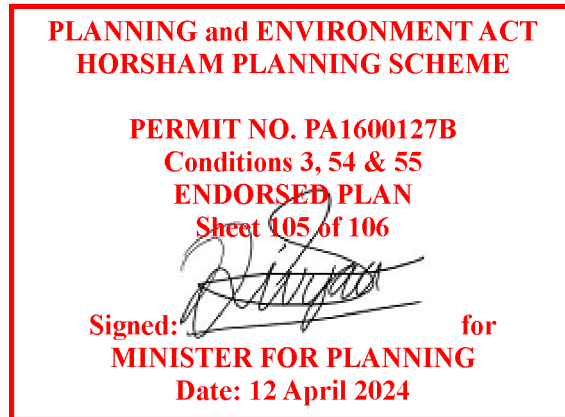 PLANNING and ENVIRONMENT ACT
HORSHAM PLANNING SCHEME
PERMIT NO. PA1600127B
Conditions 3, 54 & 55
ENDORSED PLAN
Sheet 105 of 106
Signed: for
MINISTER FOR PLANNING
Date: 12 April 2024